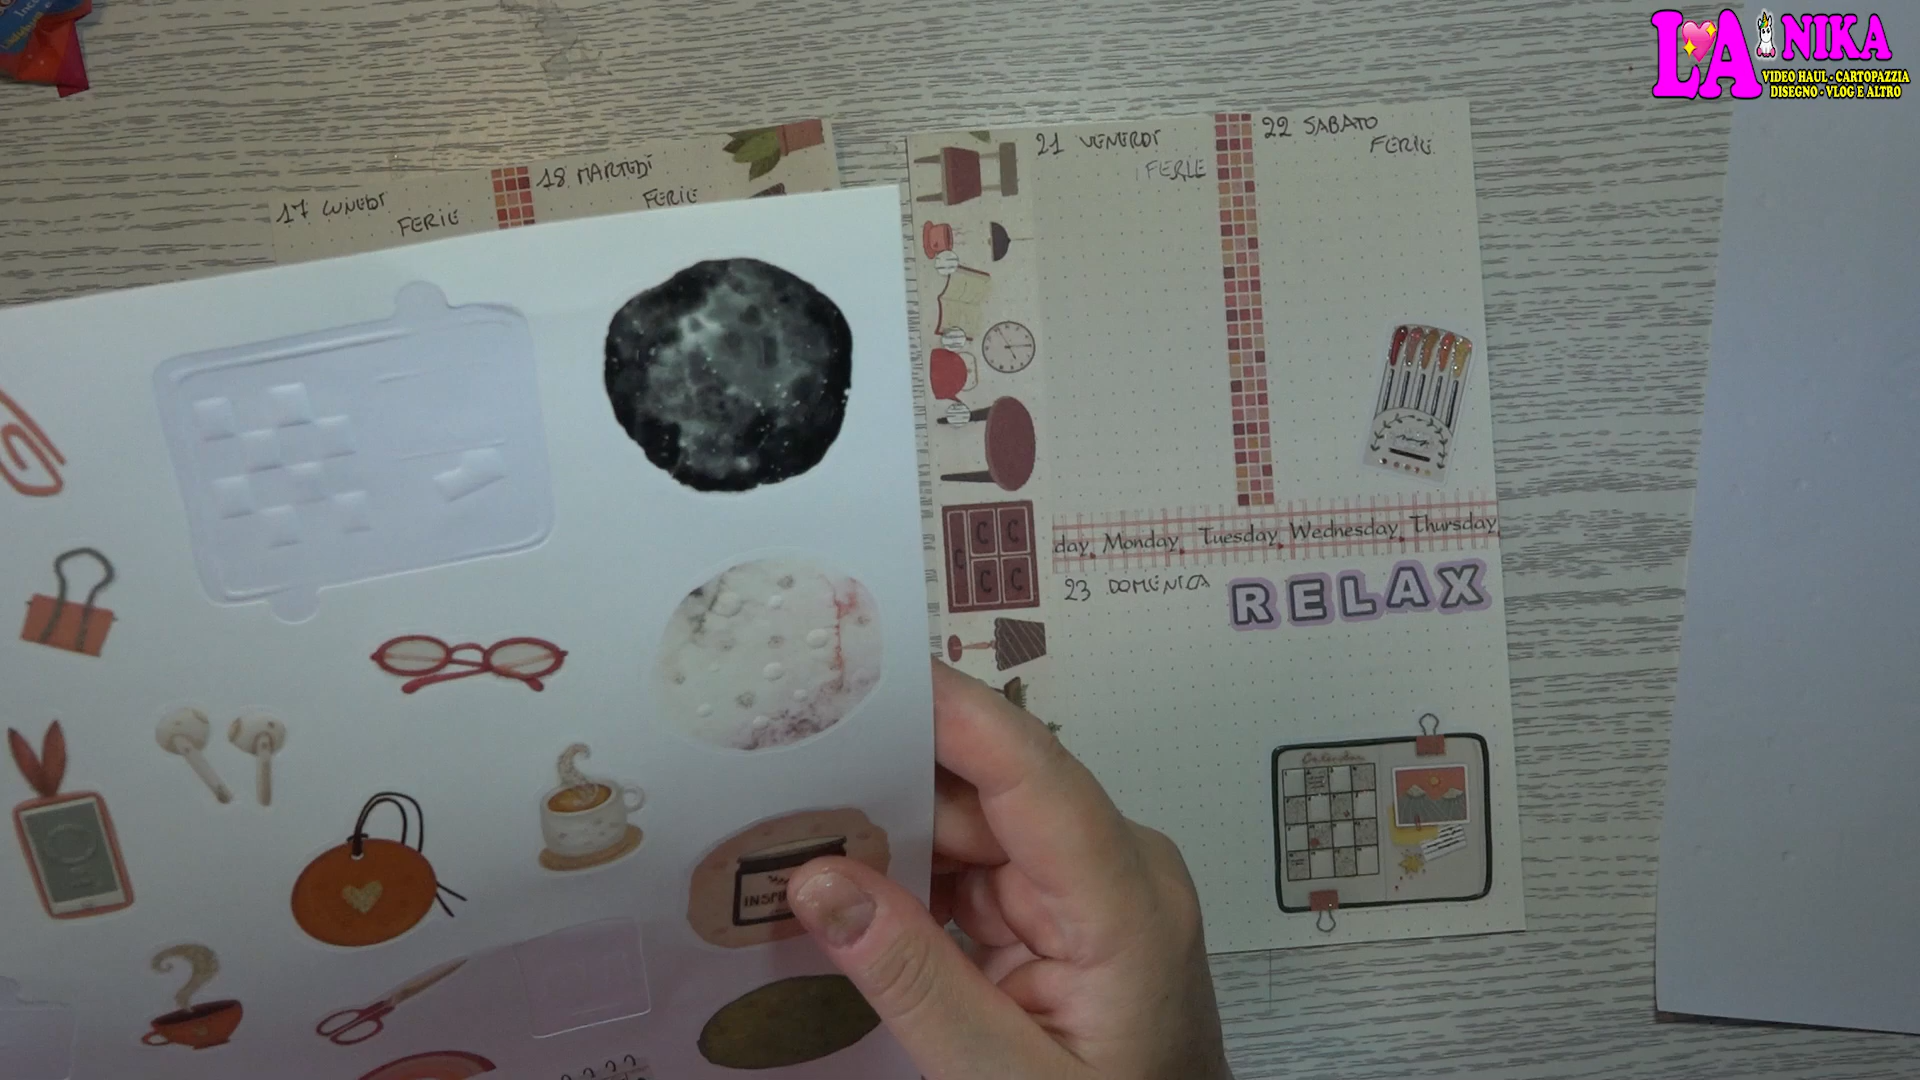 LA NIKA
VIDEO HAUL - CARTOPAZZIA
DISEGNO - VLOG E ALTRO
17 LUNEDÌ
FERIE
18 MARTEDÌ
FERIE
21 VENERDÌ
FERIE
22 SABATO
FERIE
day, Monday, Tuesday, Wednesday, Thursday,
23 DOMENICA
RELAX
Calendar
C C
C
C C